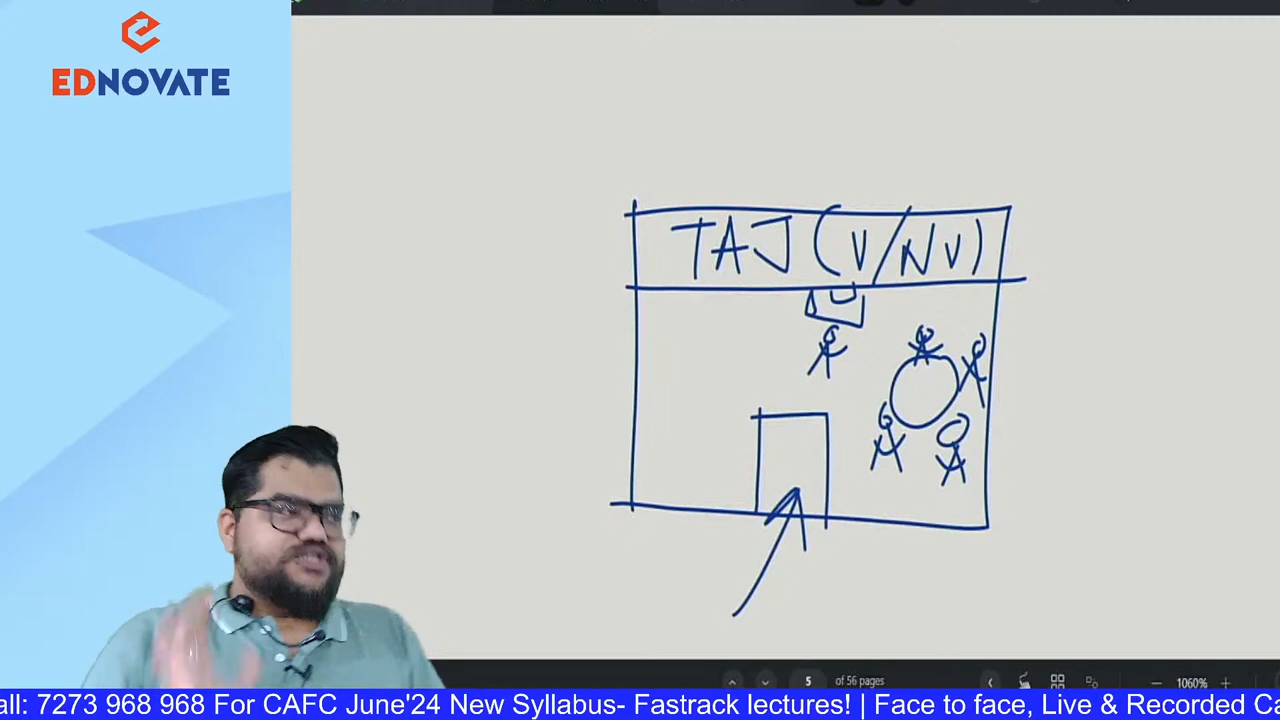 EDNOVATE
TAJ (V/NV)
5 of 56 pages
1060%
all: 7273 968 968 For CAFC June'24 New Syllabus- Fastrack lectures! | Face to face, Live & Recorded Ca